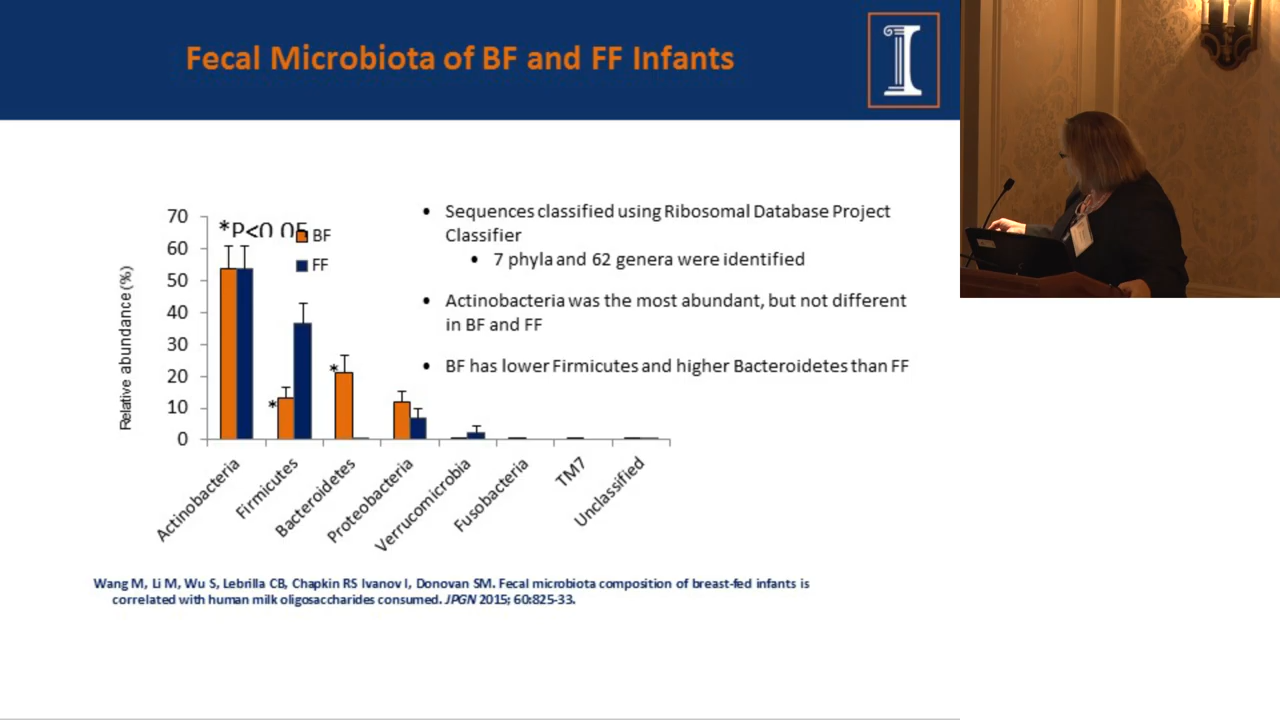 Fecal Microbiota of BF and FF Infants
I
70
60
50
40
30
20
10
0
Relative abundance (%)
*P<0.05
BF
FF
Actinobacteria
Firmicutes
Bacteroidetes
Proteobacteria
Verrucomicrobia
Fusobacteria
TM7
Unclassified
*
*
• Sequences classified using Ribosomal Database Project
Classifier
• 7 phyla and 62 genera were identified
• Actinobacteria was the most abundant, but not different
in BF and FF
• BF has lower Firmicutes and higher Bacteroidetes than FF
Wang M, Li M, Wu S, Lebrilla CB, Chapkin RS Ivanov I, Donovan SM. Fecal microbiota composition of breast-fed infants is
correlated with human milk oligosaccharides consumed. JPGN 2015; 60:825-33.